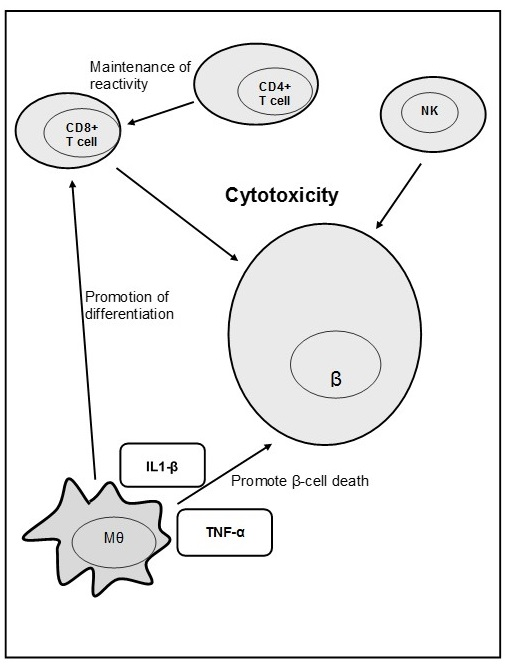 Maintenance of
reactivity
CD4+
T cell
CD8+
T cell
NK
Cytotoxicity
Promotion of
differentiation
β
IL1-β
Promote β-cell death
TNF-α
Mθ